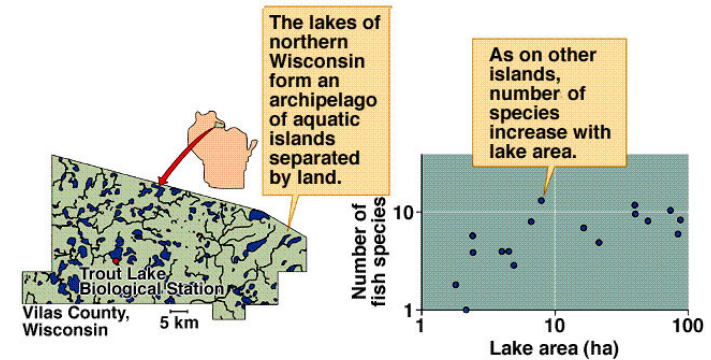 The lakes of
northern
Wisconsin
form an
archipelago
of aquatic
islands
separated
by land.
Trout Lake
Biological Station
Vilas County,
Wisconsin
5 km
As on other
islands,
number of
species
increase with
lake area.
Number of
fish species
10
1
1
10
100
Lake area (ha)